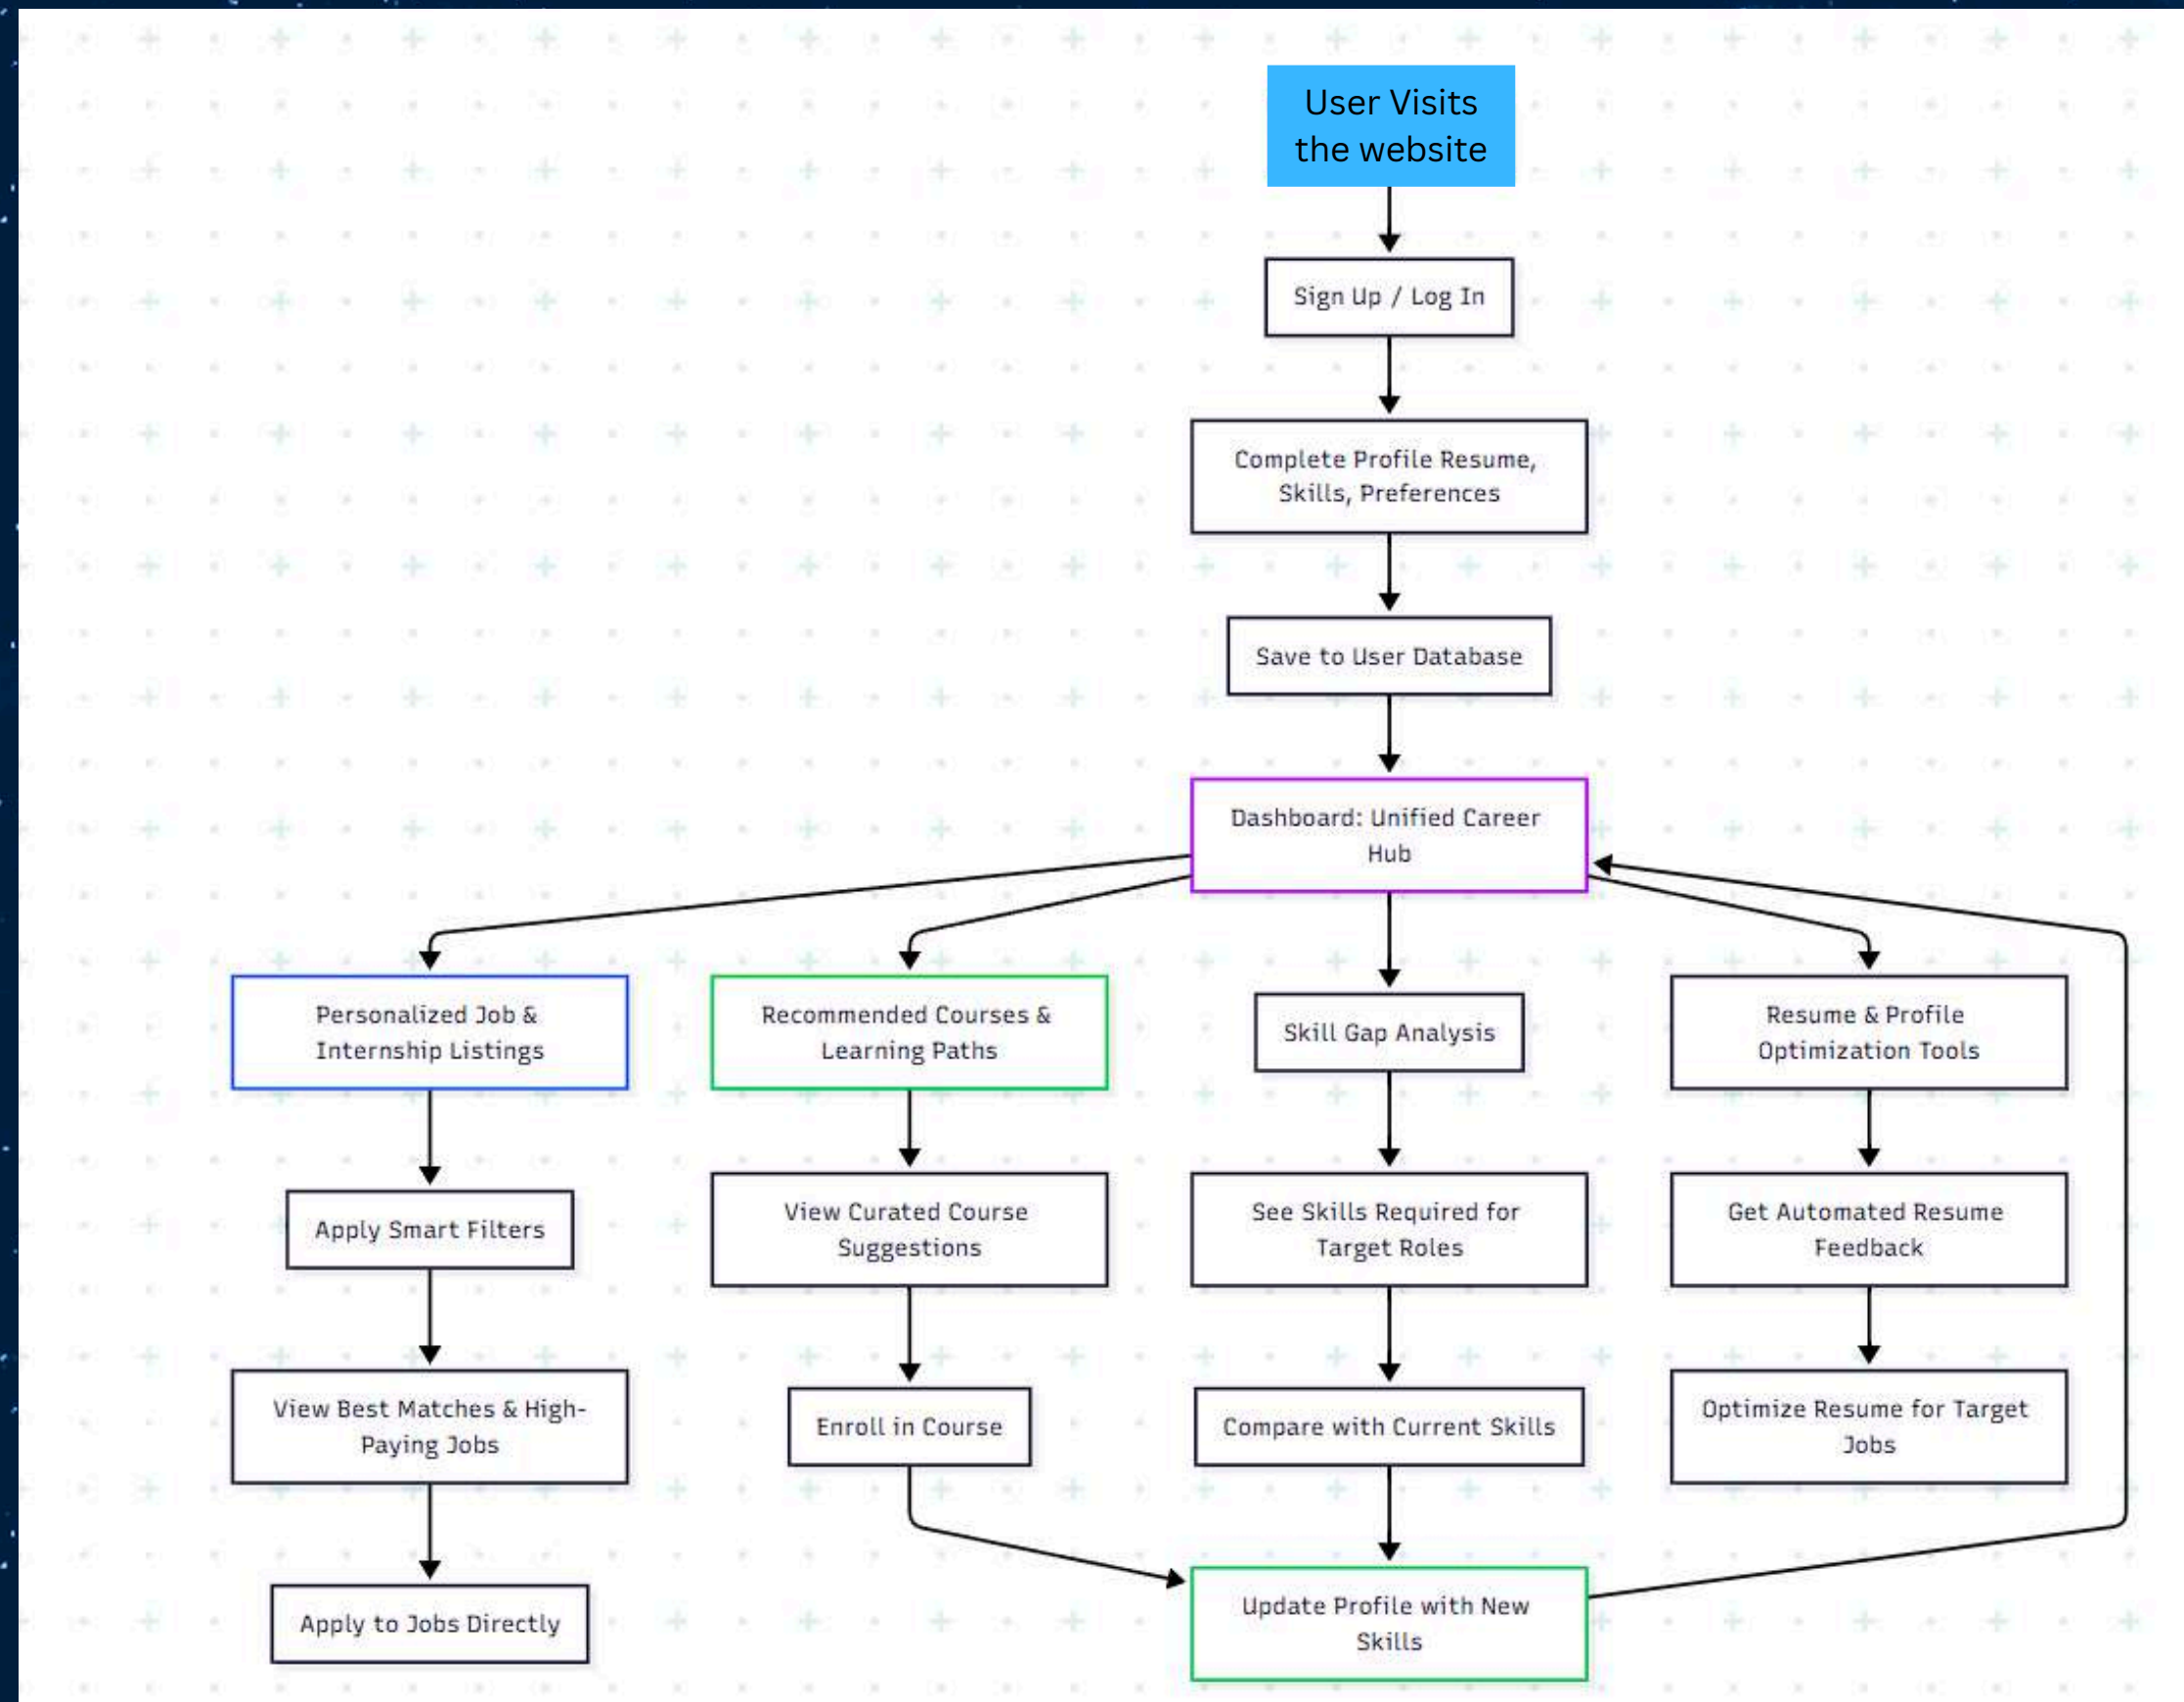 User Visits
the website
Sign Up / Log In
Complete Profile Resume,
Skills, Preferences
Save to User Database
Dashboard: Unified Career
Hub
Personalized Job &
Internship Listings
Recommended Courses &
Learning Paths
Skill Gap Analysis
Resume & Profile
Optimization Tools
Apply Smart Filters
View Curated Course
Suggestions
See Skills Required for
Target Roles
Get Automated Resume
Feedback
View Best Matches & High-
Paying Jobs
Enroll in Course
Compare with Current Skills
Optimize Resume for Target
Jobs
Apply to Jobs Directly
Update Profile with New
Skills